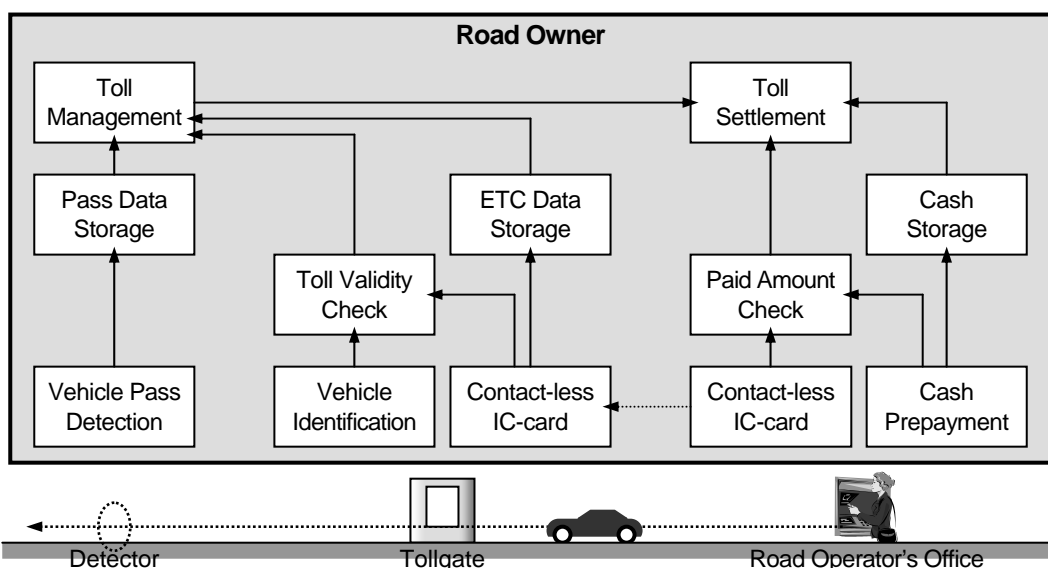 Road Owner
Toll
Management
Toll
Settlement
Pass Data
Storage
ETC Data
Storage
Cash
Storage
Toll Validity
Check
Paid Amount
Check
Vehicle Pass
Detection
Vehicle
Identification
Contact-less
IC-card
Contact-less
IC-card
Cash
Prepayment
Detector
Tollgate
Road Operator's Office